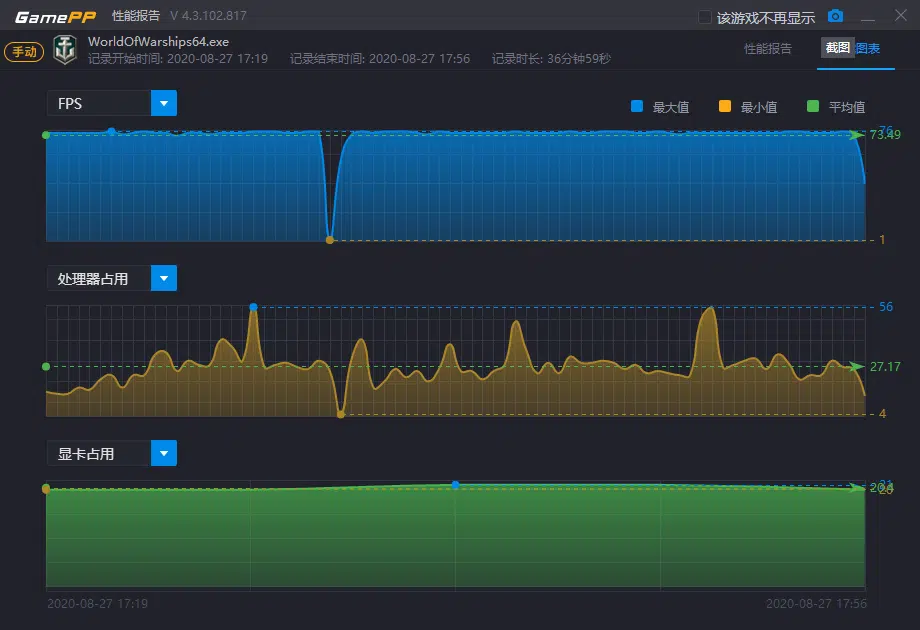 GamePP 性能报告 V 4.3.102.817 该游戏不再显示
手动 WorldOfWarships64.exe
记录开始时间: 2020-08-27 17:19 记录结束时间: 2020-08-27 17:56 记录时长: 36分钟59秒
性能报告 截图 图表
FPS
最大值 最小值 平均值
76
73.49
1
处理器占用
56
27.17
4
显卡占用
21
20
2020-08-27 17:19 2020-08-27 17:56